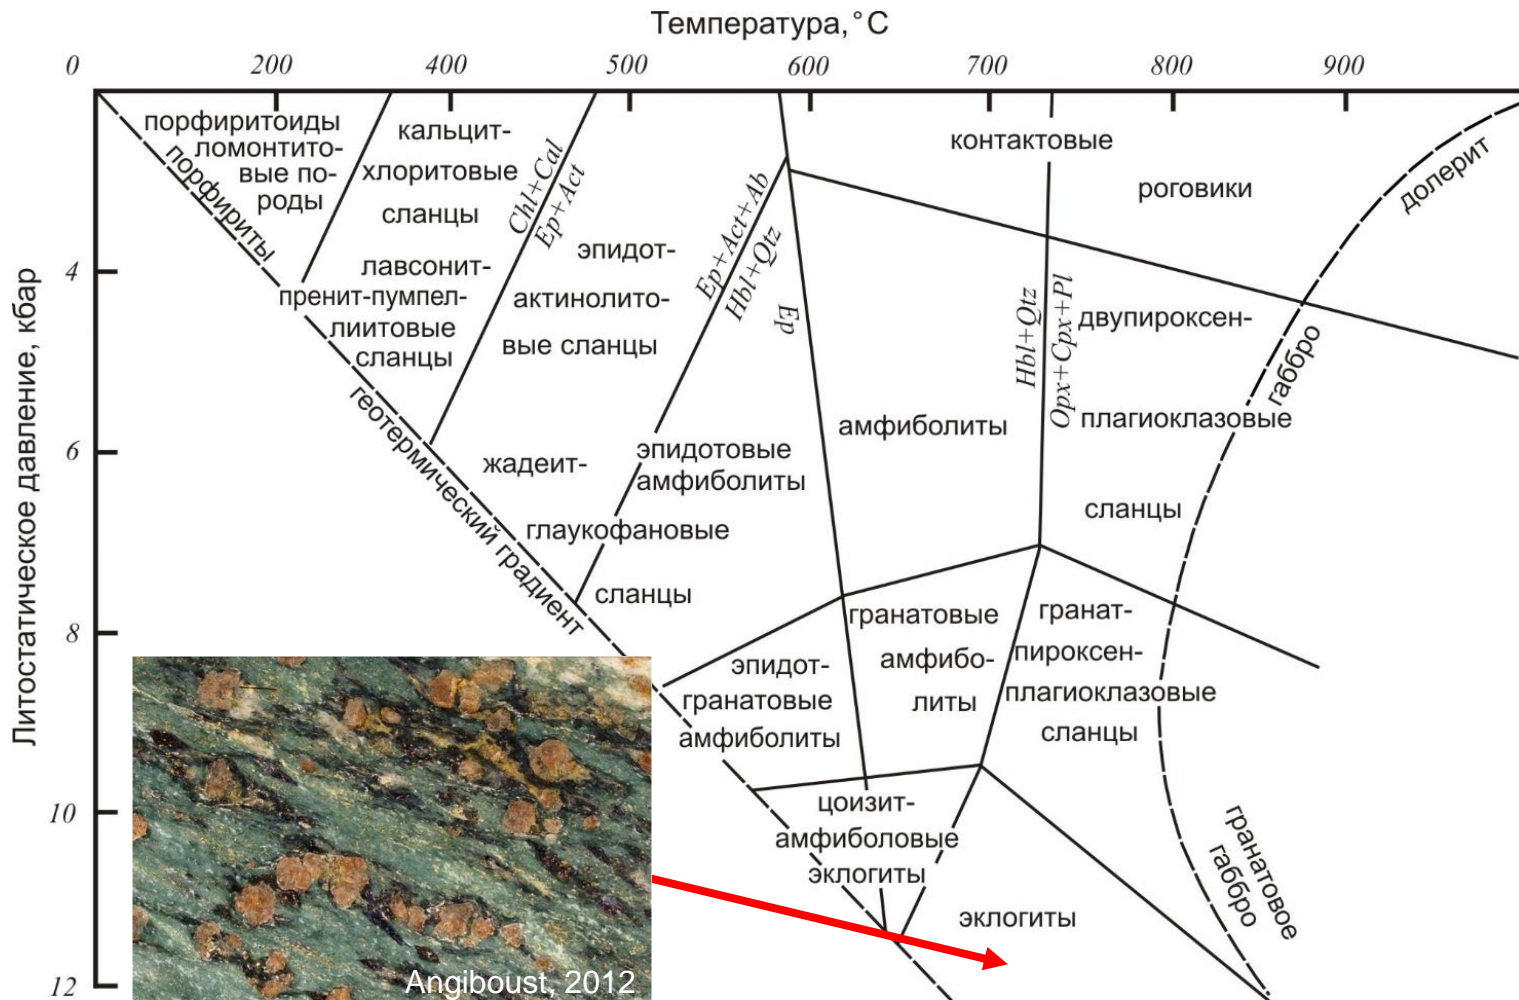 Температура,°С
0 200 400 500 600 700 800 900
Литостатическое давление, кбар
4
6
8
10
12
порфиритоиды
ломонтито-
вые по-
роды
порфириты
кальцит-
хлоритовые
сланцы
лавсонит-
пренит-пумпел-
лиитовые
сланцы
геотермический градиент
Chl+Cal
Ep+Act
эпидот-
актинолито-
вые сланцы
жадеит-
глаукофановые
сланцы
Ep+Act+Ab
Hbl+Qtz
Ep
эпидотовые
амфиболиты
контактовые
роговики
долерит
амфиболиты
Hbl+Qtz
Opx+Cpx+Pl
двупироксен-
плагиоклазовые
сланцы
габбро
эпидот-
гранатовые
амфиболиты
гранатовые
амфибо-
литы
гранат-
пироксен-
плагиоклазовые
сланцы
цоизит-
амфиболовые
эклогиты
эклогиты
гранатовое
габбро
Angiboust, 2012